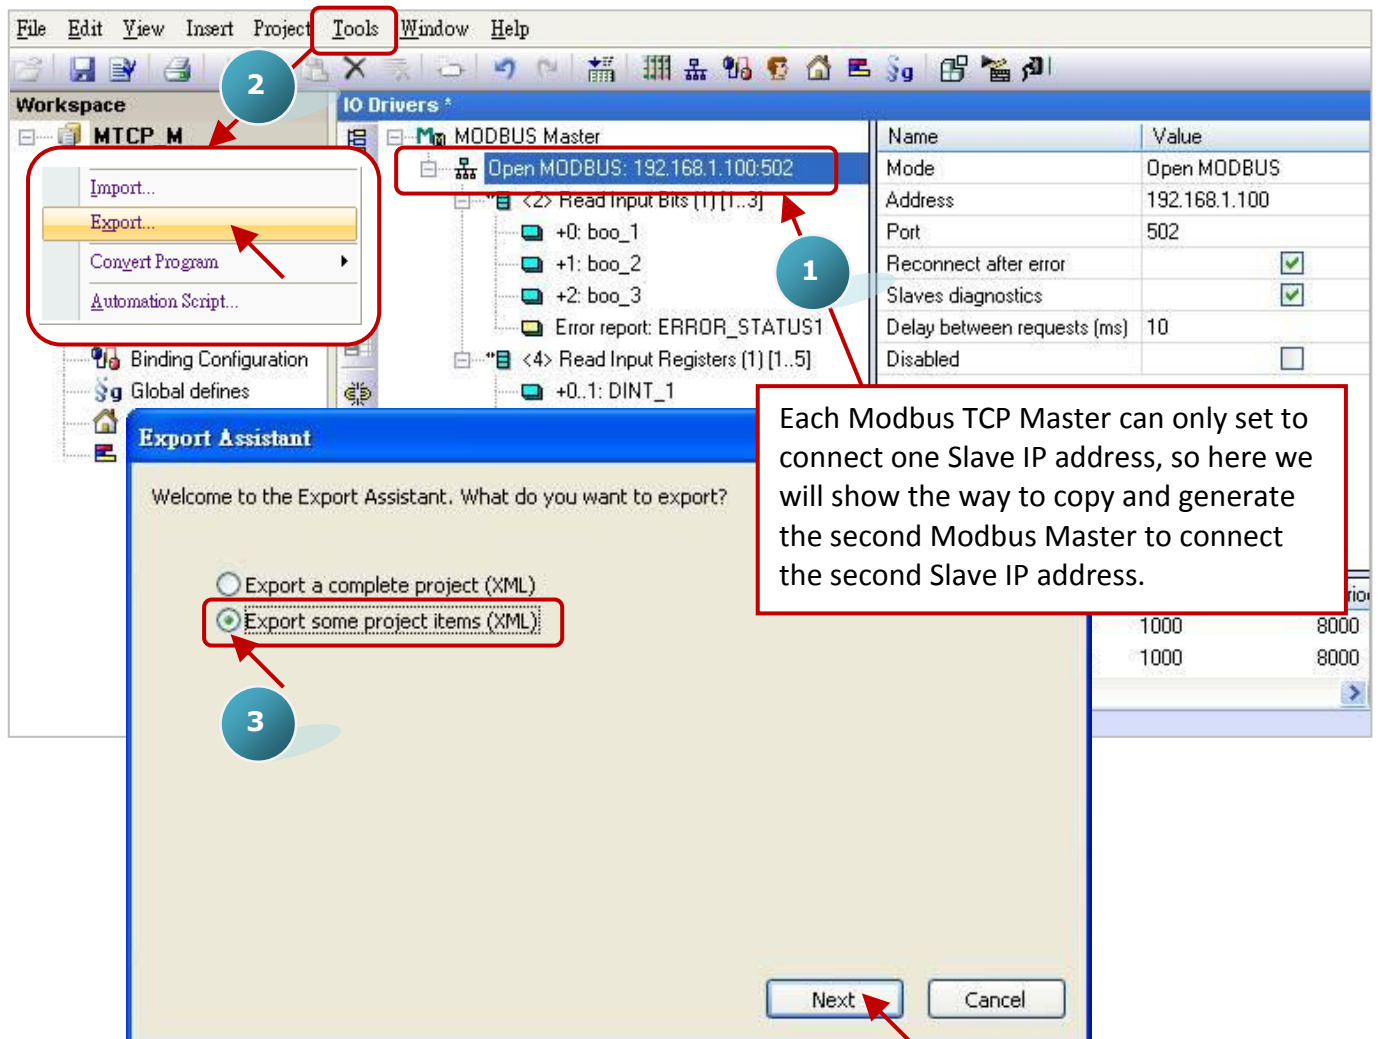 File Edit View Insert Project Tools Window Help
2
Workspace
IO Drivers *
MTCP_M
MODBUS Master
Name Value
Open MODBUS: 192.168.1.100:502
Mode Open MODBUS
Import...
<2> Read Input Bits (1) [1..3]
Address 192.168.1.100
Export...
+0: boo_1
Port 502
Convert Program
+1: boo_2
1
Reconnect after error
Automation Script...
+2: boo_3
Slaves diagnostics
Error report: ERROR_STATUS1
Delay between requests (ms) 10
Binding Configuration
<4> Read Input Registers (1) [1..5]
Disabled
Global defines
+0..1: DINT_1
Each Modbus TCP Master can only set to
connect one Slave IP address, so here we
will show the way to copy and generate
the second Modbus Master to connect
the second Slave IP address.
Export Assistant
Welcome to the Export Assistant. What do you want to export?
Export a complete project (XML)
Export some project items (XML)
1000 8000
1000 8000
3
Next Cancel